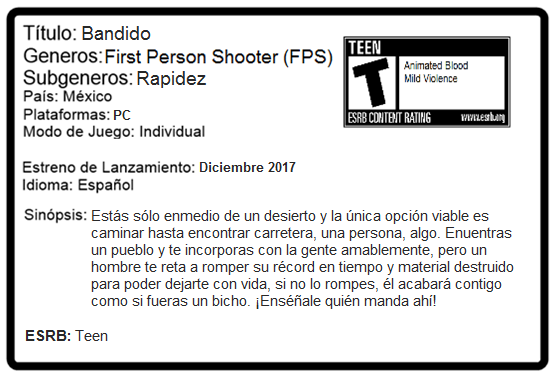 Título: Bandido
Generos: First Person Shooter (FPS)
Subgeneros: Rapidez
País: México
Plataformas: PC
Modo de Juego: Individual
TEEN
T
Animated Blood
Mild Violence
ESRB CONTENT RATING www.esrb.org
Estreno de Lanzamiento: Diciembre 2017
Idioma: Español
Sinópsis: Estás sólo enmedio de un desierto y la única opción viable es
caminar hasta encontrar carretera, una persona, algo. Enuentras
un pueblo y te incorporas con la gente amablemente, pero un
hombre te reta a romper su récord en tiempo y material destruido
para poder dejarte con vida, si no lo rompes, él acabará contigo
como si fueras un bicho. ¡Enséñale quién manda ahí!
ESRB: Teen